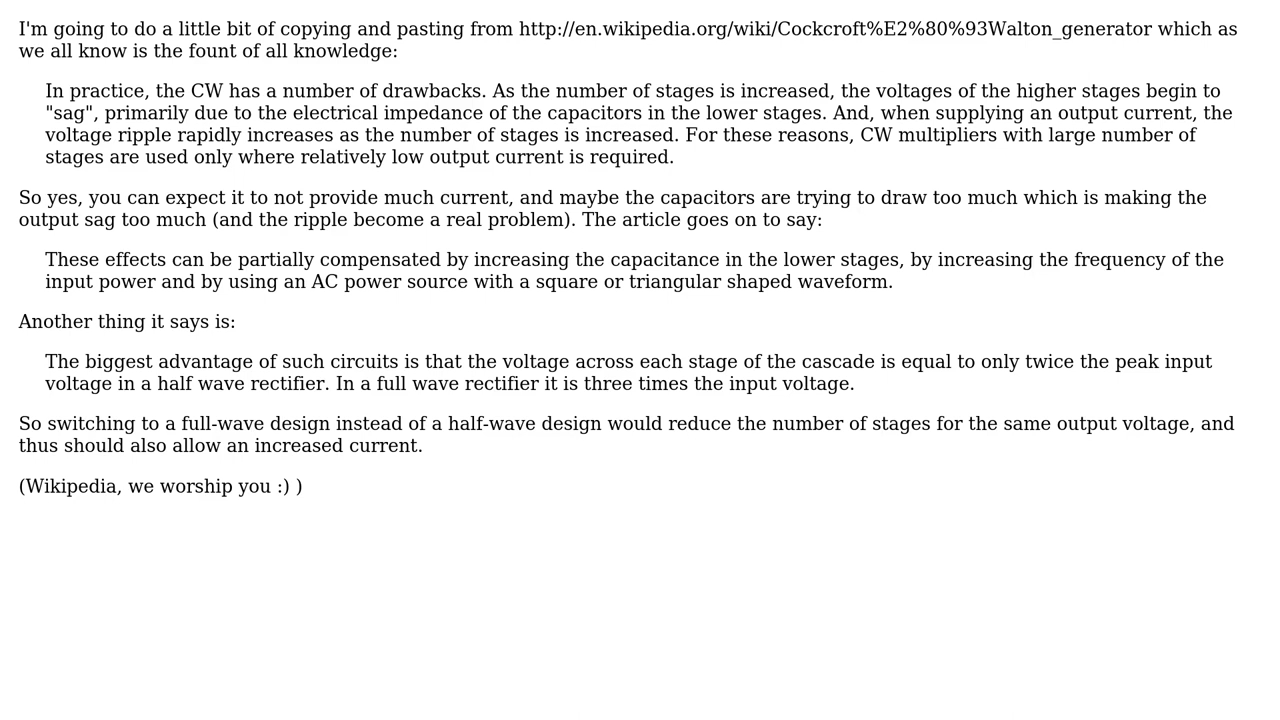 I'm going to do a little bit of copying and pasting from http://en.wikipedia.org/wiki/Cockcroft%E2%80%93Walton_generator which as
we all know is the fount of all knowledge:
In practice, the CW has a number of drawbacks. As the number of stages is increased, the voltages of the higher stages begin to
"sag", primarily due to the electrical impedance of the capacitors in the lower stages. And, when supplying an output current, the
voltage ripple rapidly increases as the number of stages is increased. For these reasons, CW multipliers with large number of
stages are used only where relatively low output current is required.
So yes, you can expect it to not provide much current, and maybe the capacitors are trying to draw too much which is making the
output sag too much (and the ripple become a real problem). The article goes on to say:
These effects can be partially compensated by increasing the capacitance in the lower stages, by increasing the frequency of the
input power and by using an AC power source with a square or triangular shaped waveform.
Another thing it says is:
The biggest advantage of such circuits is that the voltage across each stage of the cascade is equal to only twice the peak input
voltage in a half wave rectifier. In a full wave rectifier it is three times the input voltage.
So switching to a full-wave design instead of a half-wave design would reduce the number of stages for the same output voltage, and
thus should also allow an increased current.
(Wikipedia, we worship you :) )